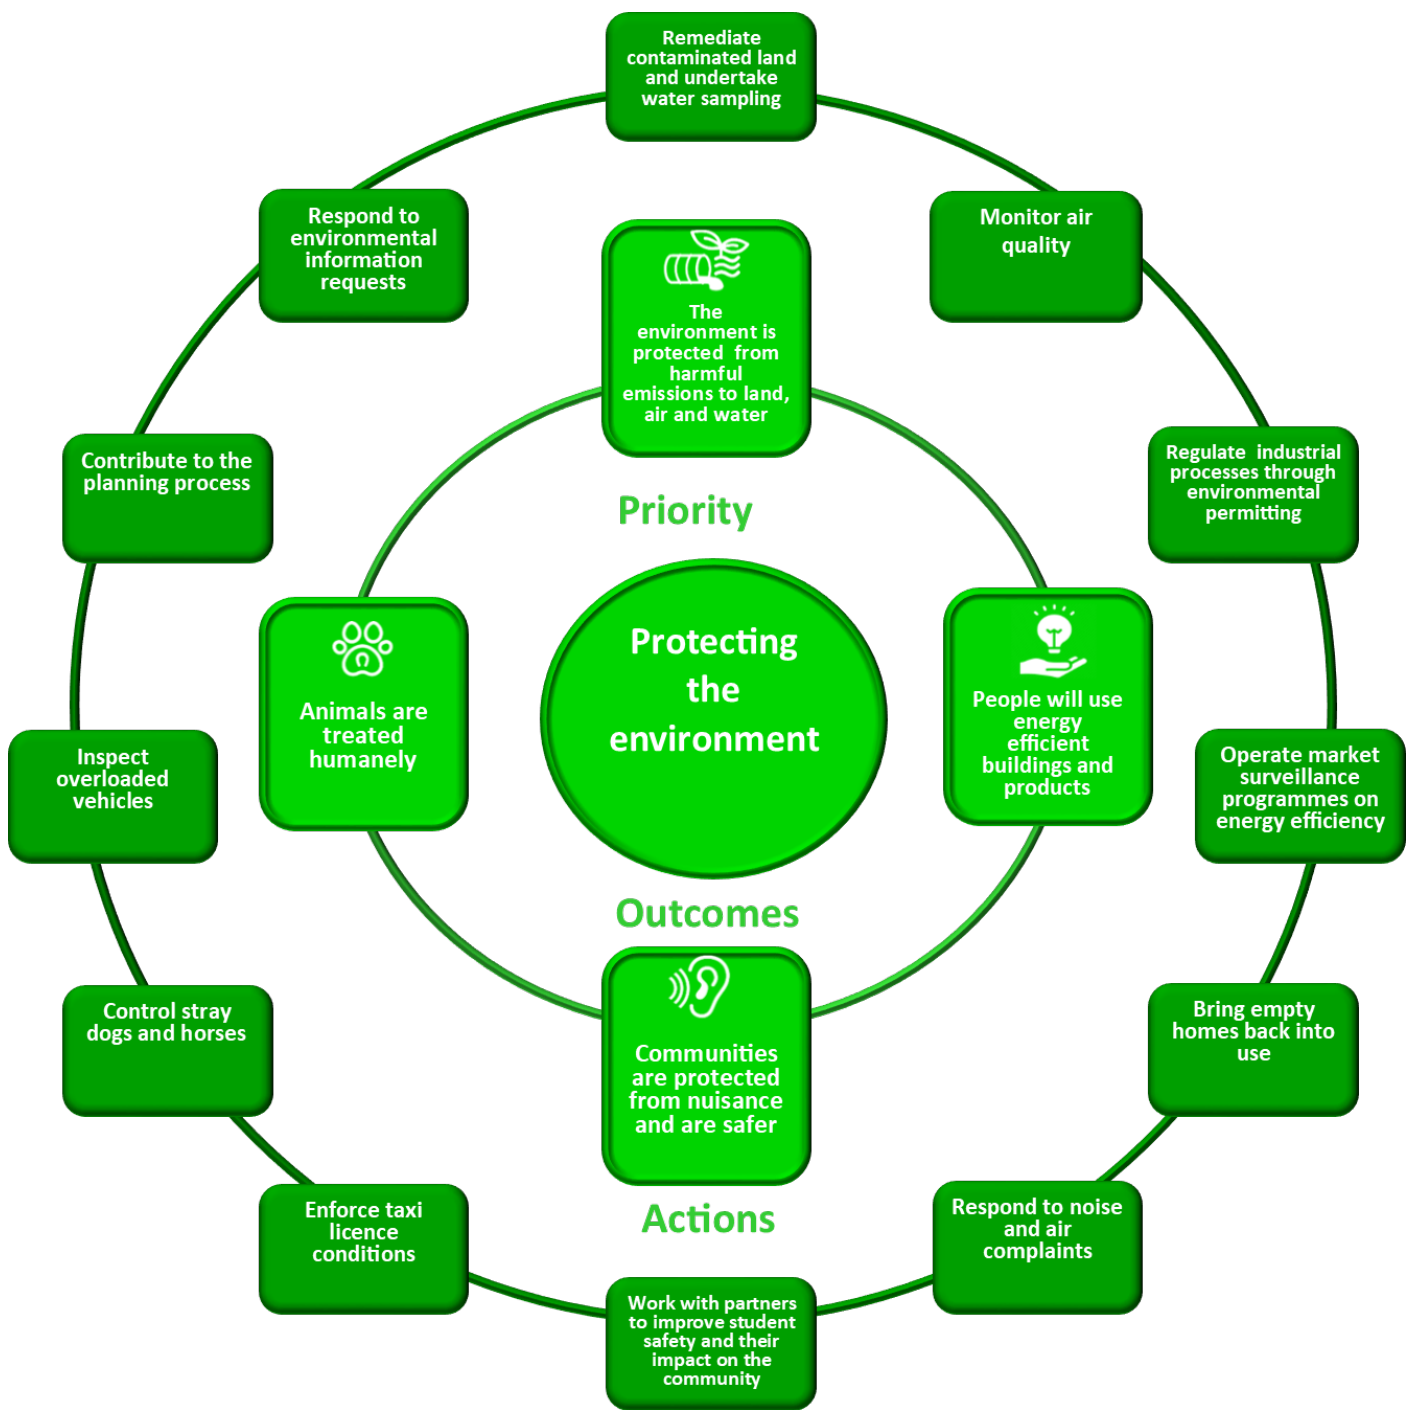 Remediate
contaminated land
and undertake
water sampling
Monitor air
quality
Regulate industrial
processes through
environmental
permitting
Operate market
surveillance
programmes on
energy efficiency
Bring empty
homes back into
use
Respond to noise
and air
complaints
Work with partners
to improve student
safety and their
impact on the
community
Enforce taxi
licence
conditions
Control stray
dogs and horses
Inspect
overloaded
vehicles
Contribute to the
planning process
Respond to
environmental
information
requests
The
environment is
protected from
harmful
emissions to land,
air and water
People will use
energy
efficient
buildings and
products
Communities
are protected
from nuisance
and are safer
Animals are
treated
humanely
Priority
Protecting
the
environment
Outcomes
Actions